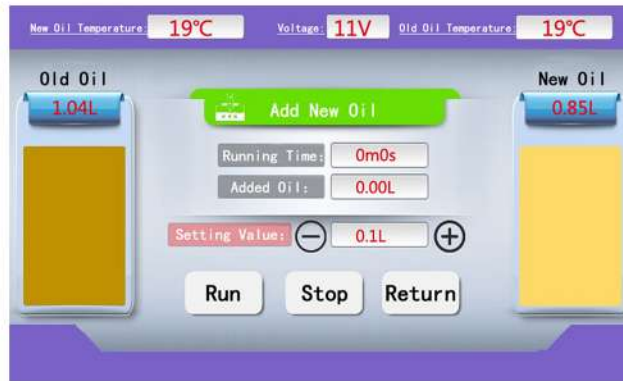 New Oil Temperature: 19℃ Voltage: 11V Old Oil Temperature: 19℃
Old Oil
1.04L
New Oil
0.85L
Add New Oil
Running Time: 0m0s
Added Oil: 0.00L
Setting Value: − 0.1L +
Run Stop Return